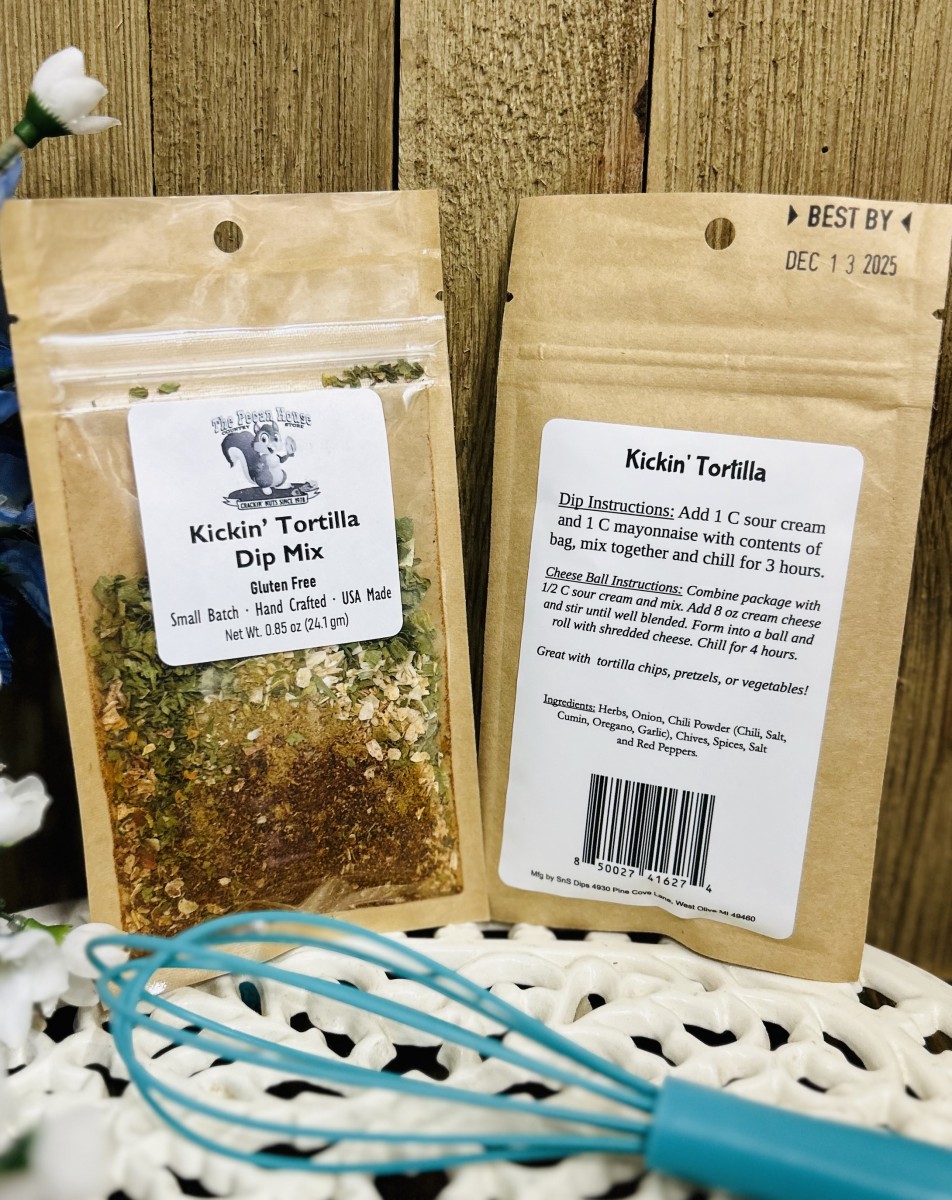 The Pecan House
COUNTRY STORE
CRACKIN' NUTS SINCE 1978
Kickin' Tortilla
Dip Mix
Gluten Free
Small Batch · Hand Crafted · USA Made
Net Wt. 0.85 oz (24.1 gm)
BEST BY
DEC 13 2025
Kickin' Tortilla
Dip Instructions: Add 1 C sour cream
and 1 C mayonnaise with contents of
bag, mix together and chill for 3 hours.
Cheese Ball Instructions: Combine package with
1/2 C sour cream and mix. Add 8 oz cream cheese
and stir until well blended. Form into a ball and
roll with shredded cheese. Chill for 4 hours.
Great with tortilla chips, pretzels, or vegetables!
Ingredients: Herbs, Onion, Chili Powder (Chili, Salt,
Cumin, Oregano, Garlic), Chives, Spices, Salt
and Red Peppers.
8 50027 41627 4
Mfg by SnS Dips 4930 Pine Cove Lane, West Olive MI 49460